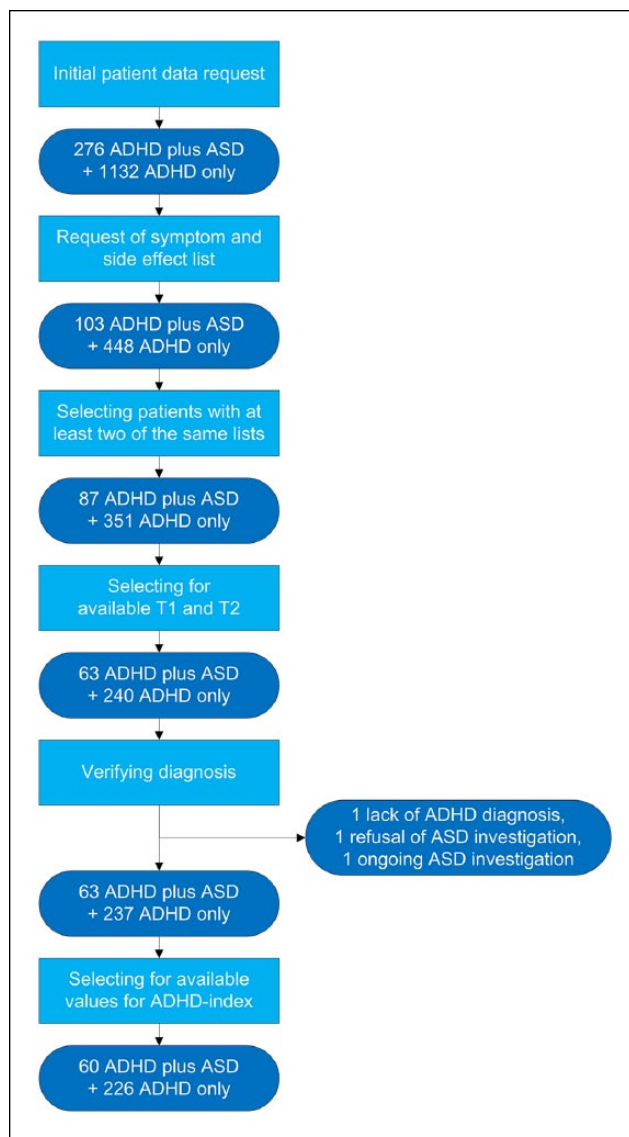 Initial patient data request
276 ADHD plus ASD
+ 1132 ADHD only
Request of symptom and
side effect list
103 ADHD plus ASD
+ 448 ADHD only
Selecting patients with at
least two of the same lists
87 ADHD plus ASD
+ 351 ADHD only
Selecting for
available T1 and T2
63 ADHD plus ASD
+ 240 ADHD only
Verifying diagnosis
1 lack of ADHD diagnosis,
1 refusal of ASD investigation,
1 ongoing ASD investigation
63 ADHD plus ASD
+ 237 ADHD only
Selecting for available
values for ADHD-index
60 ADHD plus ASD
+ 226 ADHD only